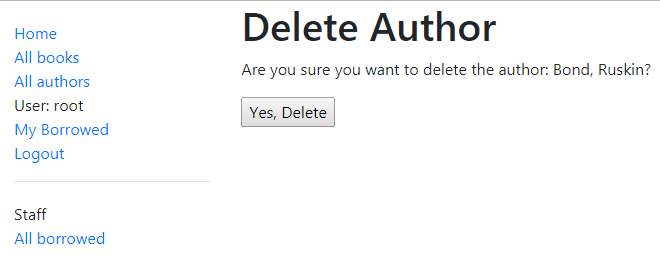 Home
All books
All authors
User: root
My Borrowed
Logout
Staff
All borrowed
Delete Author
Are you sure you want to delete the author: Bond, Ruskin?
Yes, Delete